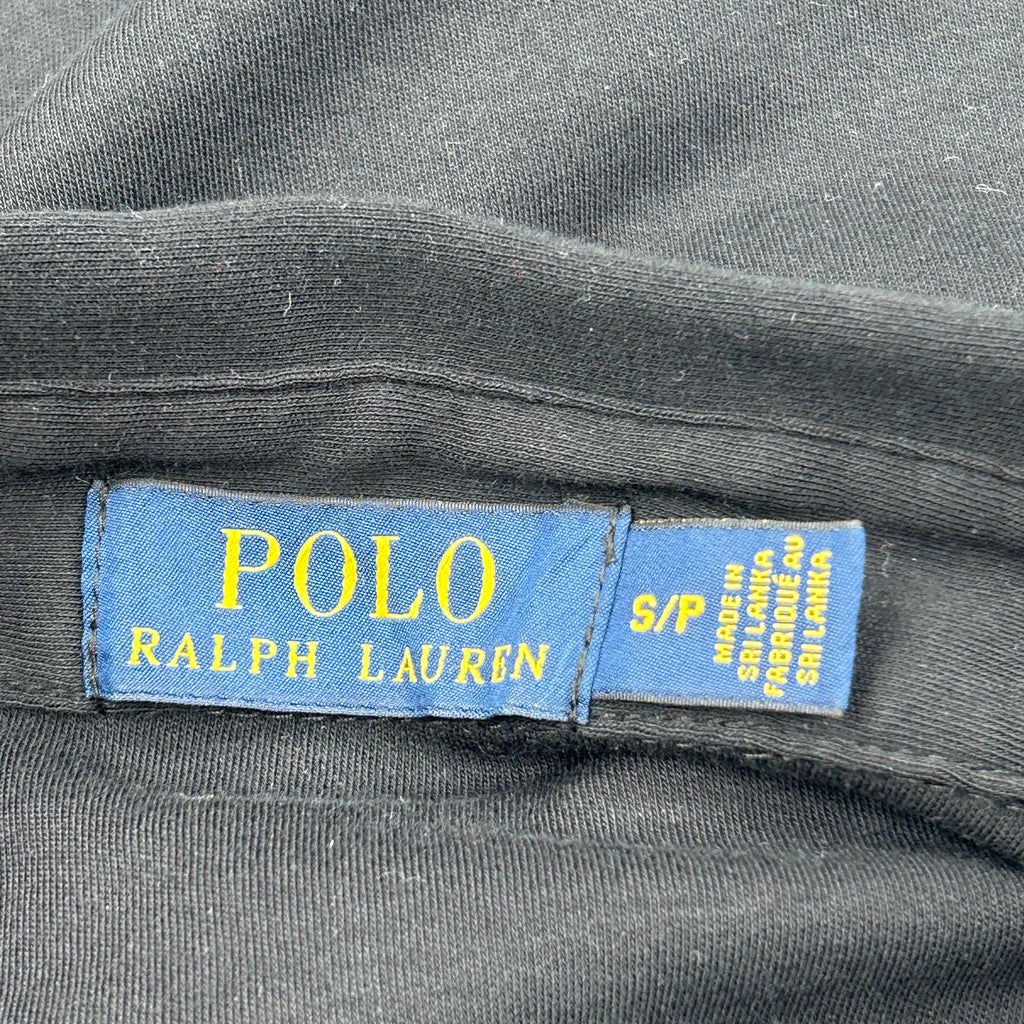 POLO
RALPH LAUREN
S/P
MADE IN
SRI LANKA
FABRIQUÉ AU
SRI LANKA